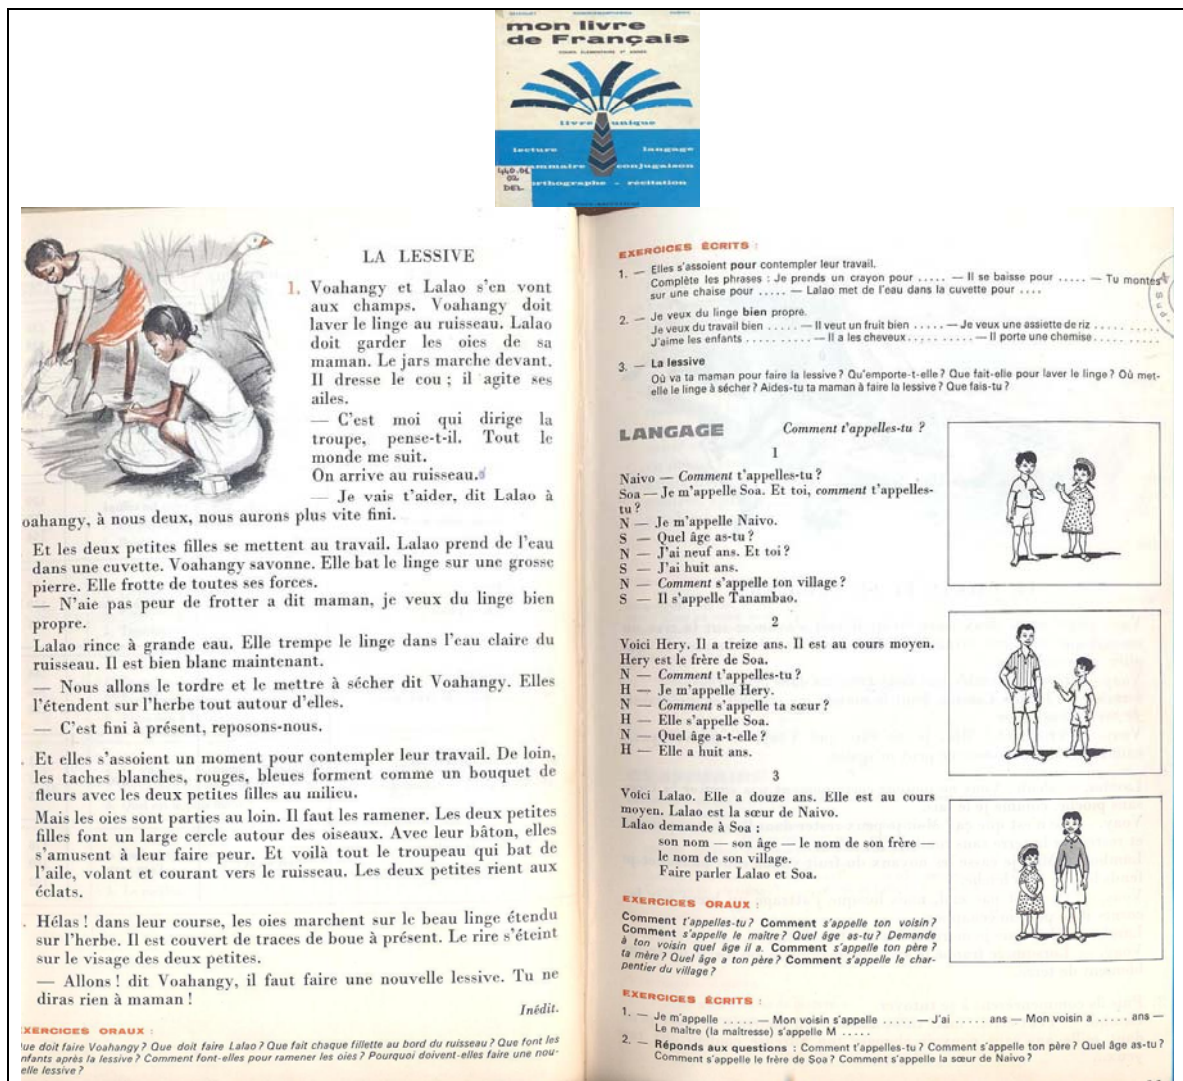 mon livre
de Français
COURS ÉLÉMENTAIRE ET MOYEN
livre unique
lecture langage
grammaire conjugaison
orthographe - récitation
440.0
02
DEL
LA LESSIVE
1. Voahangy et Lalao s'en vont
aux champs. Voahangy doit
laver le linge au ruisseau. Lalao
doit garder les oies de sa
maman. Le jars marche devant.
Il dresse le cou ; il agite ses
ailes.
— C'est moi qui dirige la
troupe, pense-t-il. Tout le
monde me suit.
On arrive au ruisseau.
— Je vais t'aider, dit Lalao à
oahangy, à nous deux, nous aurons plus vite fini.
Et les deux petites filles se mettent au travail. Lalao prend de l'eau
dans une cuvette. Voahangy savonne. Elle bat le linge sur une grosse
pierre. Elle frotte de toutes ses forces.
— N'aie pas peur de frotter a dit maman, je veux du linge bien
propre.
Lalao rince à grande eau. Elle trempe le linge dans l'eau claire du
ruisseau. Il est bien blanc maintenant.
— Nous allons le tordre et le mettre à sécher dit Voahangy. Elles
l'étendent sur l'herbe tout autour d'elles.
— C'est fini à présent, reposons-nous.
Et elles s'assoient un moment pour contempler leur travail. De loin,
les taches blanches, rouges, bleues forment comme un bouquet de
fleurs avec les deux petites filles au milieu.
Mais les oies sont parties au loin. Il faut les ramener. Les deux petites
filles font un large cercle autour des oiseaux. Avec leur bâton, elles
s'amusent à leur faire peur. Et voilà tout le troupeau qui bat de
l'aile, volant et courant vers le ruisseau. Les deux petites rient aux
éclats.
Hélas ! dans leur course, les oies marchent sur le beau linge étendu
sur l'herbe. Il est couvert de traces de boue à présent. Le rire s'éteint
sur le visage des deux petites.
— Allons ! dit Voahangy, il faut faire une nouvelle lessive. Tu ne
diras rien à maman !
Inédit.
EXERCICES ORAUX :
ue doit faire Voahangy ? Que doit faire Lalao ? Que fait chaque fillette au bord du ruisseau ? Que font les
nfants après la lessive ? Comment font-elles pour ramener les oies ? Pourquoi doivent-elles faire une nou-
elle lessive ?
EXERCICES ÉCRITS :
1. — Elles s'assoient pour contempler leur travail.
Complète les phrases : Je prends un crayon pour ..... — Il se baisse pour ..... — Tu montes
sur une chaise pour ..... — Lalao met de l'eau dans la cuvette pour ....
2. — Je veux du linge bien propre.
Je veux du travail bien ..... — Il veut un fruit bien ..... — Je veux une assiette de riz ..........
J'aime les enfants .......... — Il a les cheveux .......... — Il porte une chemise ..........
3. — La lessive
Où va ta maman pour faire la lessive ? Qu'emporte-t-elle ? Que fait-elle pour laver le linge ? Où met-
elle le linge à sécher ? Aides-tu ta maman à faire la lessive ? Que fais-tu ?
LANGAGE Comment t'appelles-tu ?
1
Naivo — Comment t'appelles-tu ?
Soa — Je m'appelle Soa. Et toi, comment t'appelles-
tu ?
N — Je m'appelle Naivo.
S — Quel âge as-tu ?
N — J'ai neuf ans. Et toi ?
S — J'ai huit ans.
N — Comment s'appelle ton village ?
S — Il s'appelle Tanambao.
2
Voici Hery. Il a treize ans. Il est au cours moyen.
Hery est le frère de Soa.
N — Comment t'appelles-tu ?
H — Je m'appelle Hery.
N — Comment s'appelle ta sœur ?
H — Elle s'appelle Soa.
N — Quel âge a-t-elle ?
H — Elle a huit ans.
3
Voici Lalao. Elle a douze ans. Elle est au cours
moyen. Lalao est la sœur de Naivo.
Lalao demande à Soa :
son nom — son âge — le nom de son frère —
le nom de son village.
Faire parler Lalao et Soa.
EXERCICES ORAUX :
Comment t'appelles-tu ? Comment s'appelle ton voisin ?
Comment s'appelle le maître ? Quel âge as-tu ? Demande
à ton voisin quel âge il a. Comment s'appelle ton père ?
ta mère ? Quel âge a ton père ? Comment s'appelle le char-
pentier du village ?
EXERCICES ÉCRITS :
1. — Je m'appelle ..... — Mon voisin s'appelle ..... — J'ai ..... ans — Mon voisin a ..... ans —
Le maître (la maîtresse) s'appelle M .....
2. — Réponds aux questions : Comment t'appelles-tu ? Comment s'appelle ton père ? Quel âge as-tu ?
Comment s'appelle le frère de Soa ? Comment s'appelle la sœur de Naivo ?